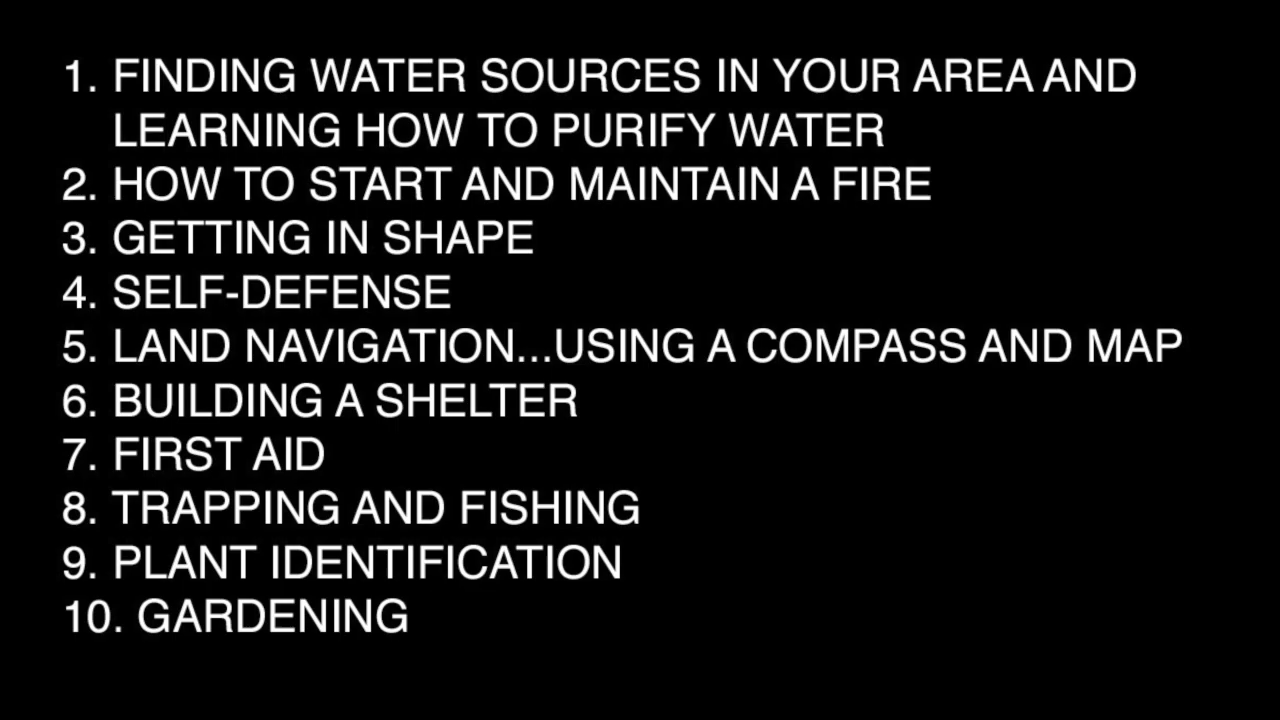 1. FINDING WATER SOURCES IN YOUR AREA AND
LEARNING HOW TO PURIFY WATER
2. HOW TO START AND MAINTAIN A FIRE
3. GETTING IN SHAPE
4. SELF-DEFENSE
5. LAND NAVIGATION...USING A COMPASS AND MAP
6. BUILDING A SHELTER
7. FIRST AID
8. TRAPPING AND FISHING
9. PLANT IDENTIFICATION
10. GARDENING